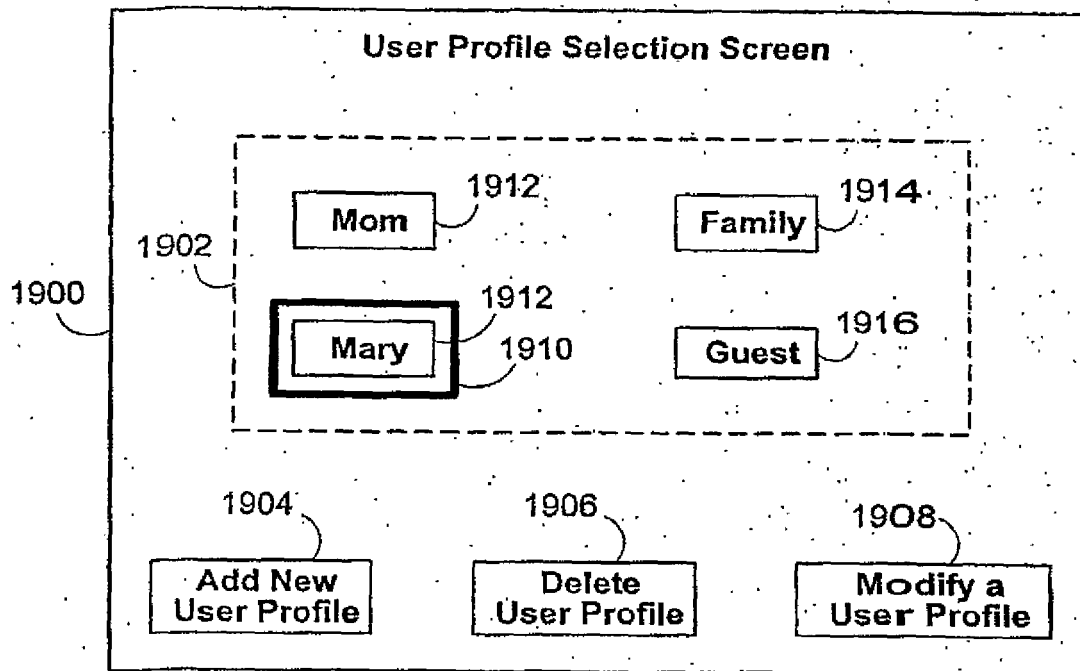 User Profile Selection Screen
1912
1914
Mom
Family
1902
1900
1912
1916
Mary
1910
Guest
1904
1906
1908
Add New
User Profile
Delete
User Profile
Modify a
User Profile